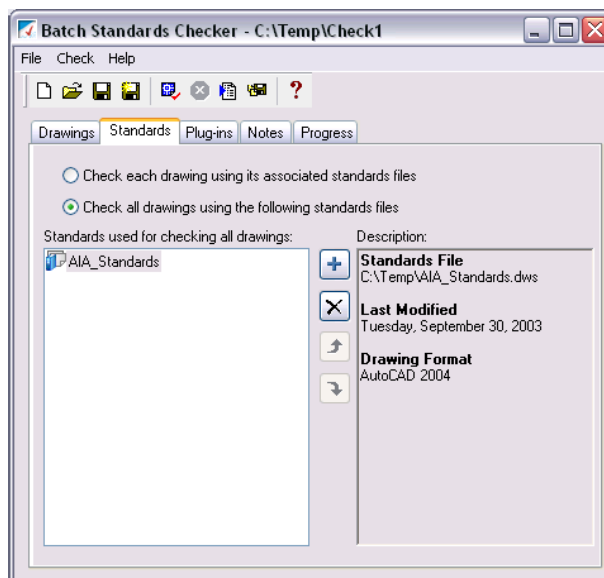 Batch Standards Checker - C:\Temp\Check1
File Check Help
Drawings Standards Plug-ins Notes Progress
Check each drawing using its associated standards files
Check all drawings using the following standards files
Standards used for checking all drawings:
AIA_Standards
Description:
Standards File
C:\Temp\AIA_Standards.dws
Last Modified
Tuesday, September 30, 2003
Drawing Format
AutoCAD 2004